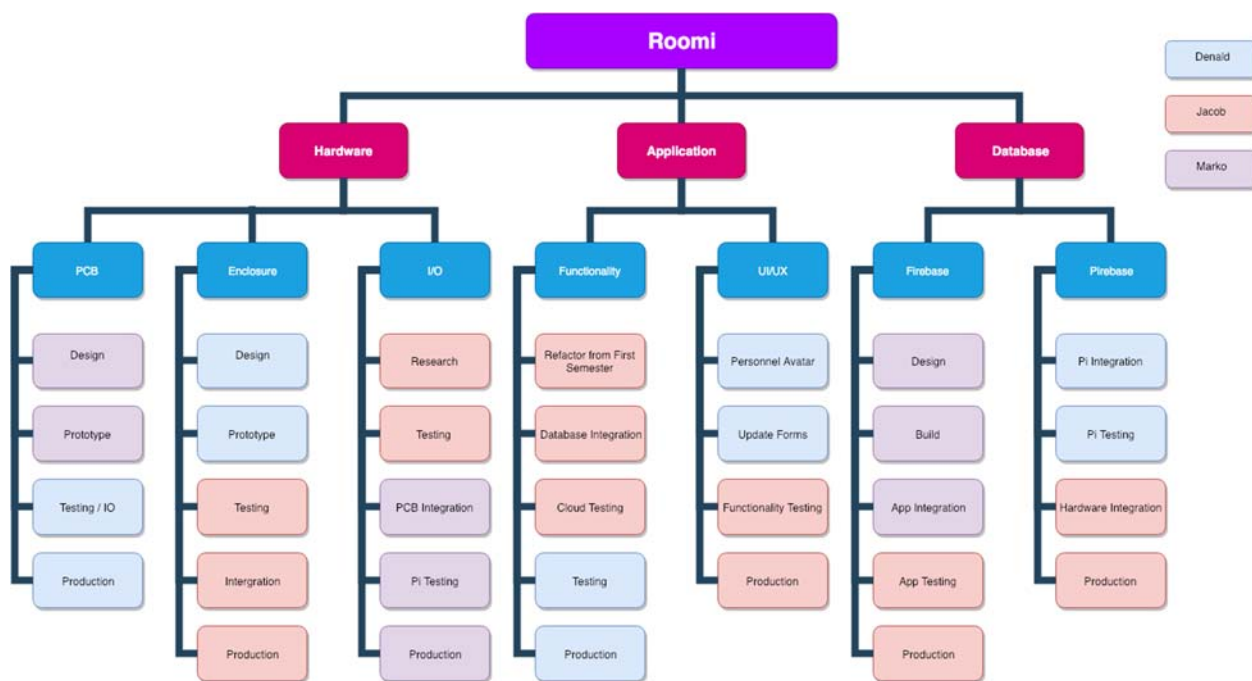 Roomi
Denald
Jacob
Marko
Hardware
Application
Database
PCB
Enclosure
I/O
Functionality
UI/UX
Firebase
Pirebase
Design
Prototype
Testing / IO
Production
Design
Prototype
Testing
Intergration
Production
Research
Testing
PCB Integration
Pi Testing
Production
Refactor from First
Semester
Database Integration
Cloud Testing
Testing
Production
Personnel Avatar
Update Forms
Functionality Testing
Production
Design
Build
App Integration
App Testing
Production
Pi Integration
Pi Testing
Hardware Integration
Production